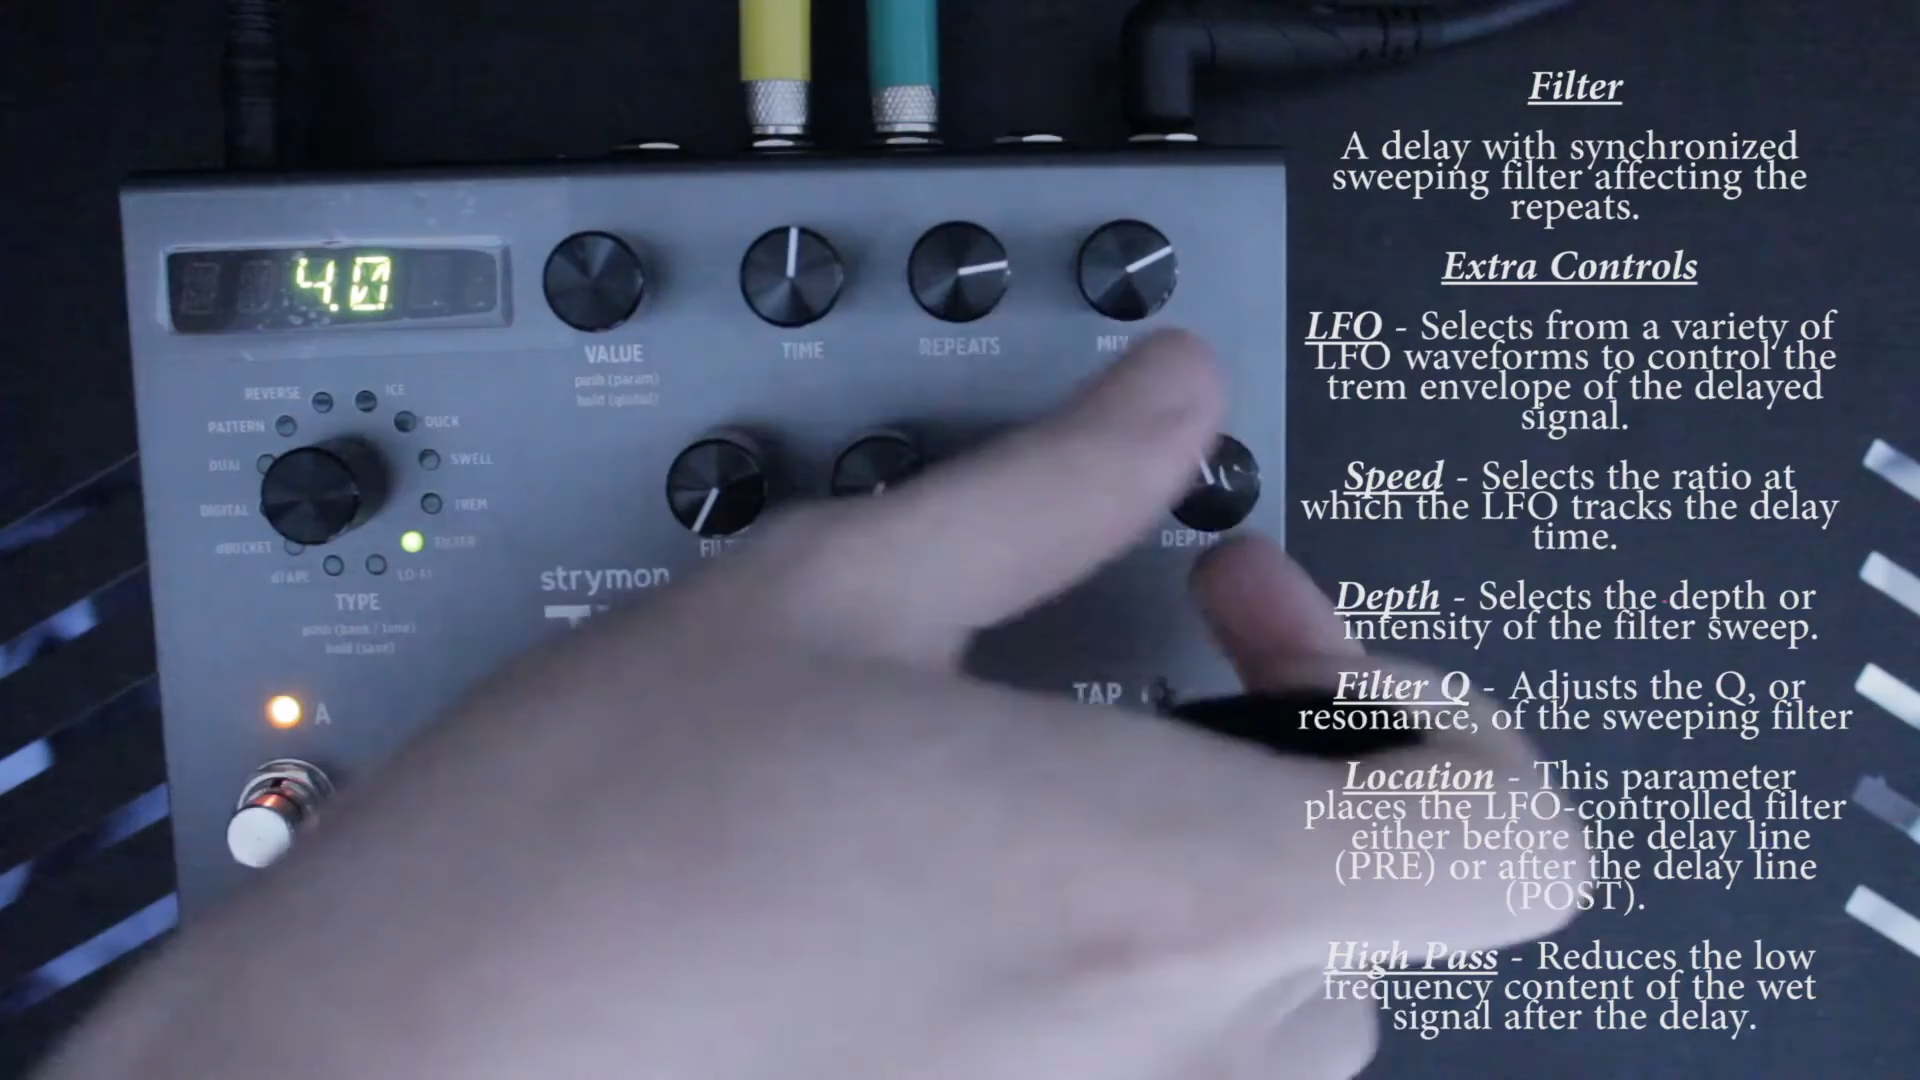 4.0
VALUE
push (param)
hold (global)
TIME
REPEATS
REVERSE
ICE
PATTERN
DUCK
DUAL
SWELL
DIGITAL
TREM
dBUCKET
FILTER
dTAPE
LO-FI
TYPE
push (bank / tune)
hold (save)
DEPTH
strymon
A
TAP
Filter
A delay with synchronized
sweeping filter affecting the
repeats.
Extra Controls
LFO - Selects from a variety of
LFO waveforms to control the
trem envelope of the delayed
signal.
Speed - Selects the ratio at
which the LFO tracks the delay
time.
Depth - Selects the depth or
intensity of the filter sweep.
Filter Q - Adjusts the Q, or
resonance, of the sweeping filter
Location - This parameter
places the LFO-controlled filter
either before the delay line
(PRE) or after the delay line
(POST).
High Pass - Reduces the low
frequency content of the wet
signal after the delay.